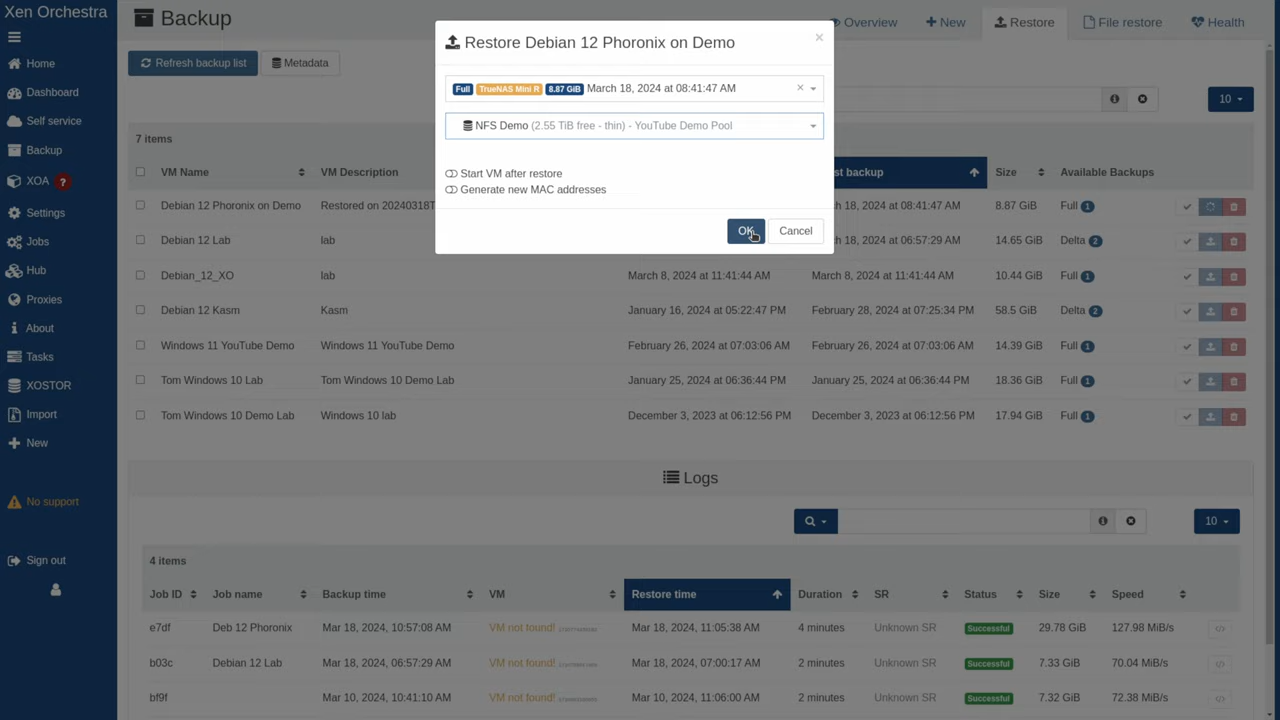 Xen Orchestra
Home
Dashboard
Self service
Backup
XOA ?
Settings
Jobs
Hub
Proxies
About
Tasks
XOSTOR
Import
New
No support
Sign out
Backup
Overview
New
Restore
File restore
Health
Refresh backup list
Metadata
10
7 items
VM Name VM Description st backup Size Available Backups
Debian 12 Phoronix on Demo Restored on 20240318T h 18, 2024 at 08:41:47 AM 8.87 GiB Full 1
Debian 12 Lab lab h 18, 2024 at 06:57:29 AM 14.65 GiB Delta 2
Debian_12_XO lab March 8, 2024 at 11:41:44 AM March 8, 2024 at 11:41:44 AM 10.44 GiB Full 1
Debian 12 Kasm Kasm January 16, 2024 at 05:22:47 PM February 28, 2024 at 07:25:34 PM 58.5 GiB Delta 2
Windows 11 YouTube Demo Windows 11 YouTube Demo February 26, 2024 at 07:03:06 AM February 26, 2024 at 07:03:06 AM 14.39 GiB Full 1
Tom Windows 10 Lab Tom Windows 10 Demo Lab January 25, 2024 at 06:36:44 PM January 25, 2024 at 06:36:44 PM 18.36 GiB Full 1
Tom Windows 10 Demo Lab Windows 10 lab December 3, 2023 at 06:12:56 PM December 3, 2023 at 06:12:56 PM 17.94 GiB Full 1
Restore Debian 12 Phoronix on Demo ×
Full TrueNAS Mini R 8.87 GiB March 18, 2024 at 08:41:47 AM ×
NFS Demo (2.55 TiB free - thin) - YouTube Demo Pool
Start VM after restore
Generate new MAC addresses
OK Cancel
Logs
10
4 items
Job ID Job name Backup time VM Restore time Duration SR Status Size Speed
e7df Deb 12 Phoronix Mar 18, 2024, 10:57:08 AM VM not found! Mar 18, 2024, 11:05:38 AM 4 minutes Unknown SR Successful 29.78 GiB 127.98 MiB/s
b03c Debian 12 Lab Mar 18, 2024, 06:57:29 AM VM not found! Mar 18, 2024, 07:00:17 AM 2 minutes Unknown SR Successful 7.33 GiB 70.04 MiB/s
bf9f Mar 10, 2024, 10:41:10 AM VM not found! Mar 10, 2024, 11:06:00 AM 2 minutes Unknown SR Successful 7.32 GiB 72.38 MiB/s